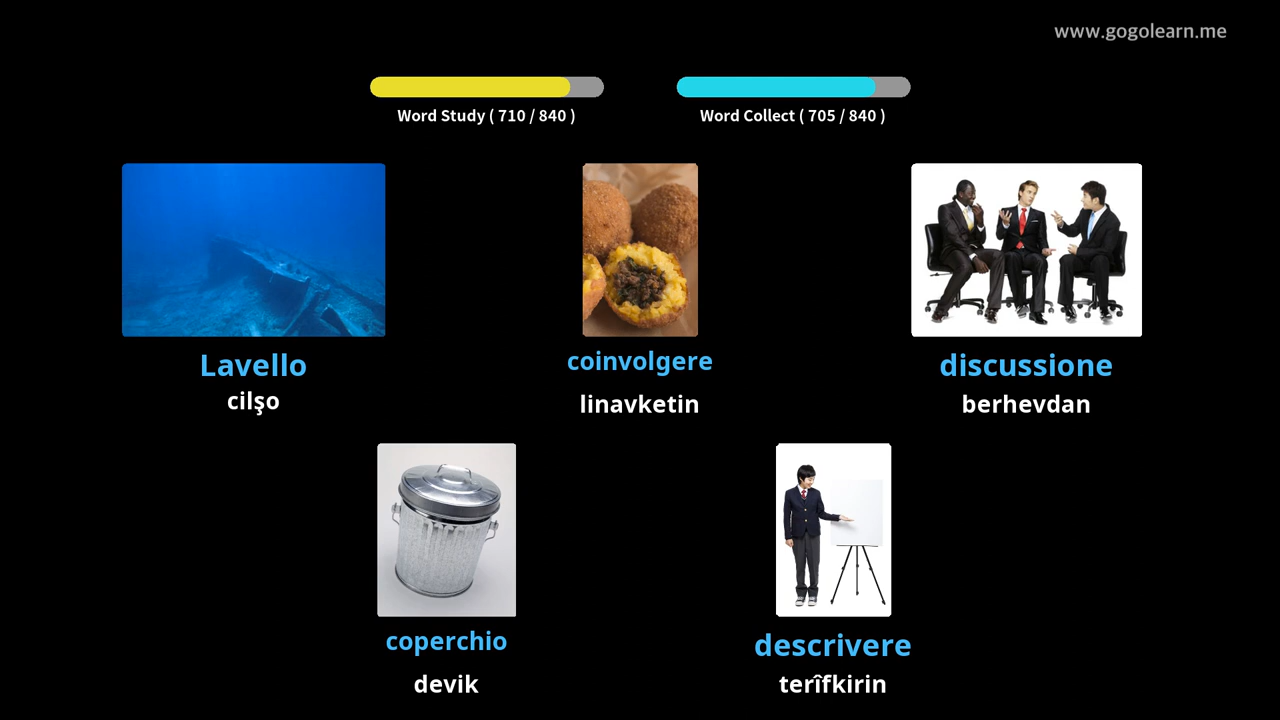 www.gogolearn.me
Word Study ( 710 / 840 )
Word Collect ( 705 / 840 )
Lavello
cilşo
coinvolgere
linavketin
discussione
berhevdan
coperchio
devik
descrivere
terîfkirin